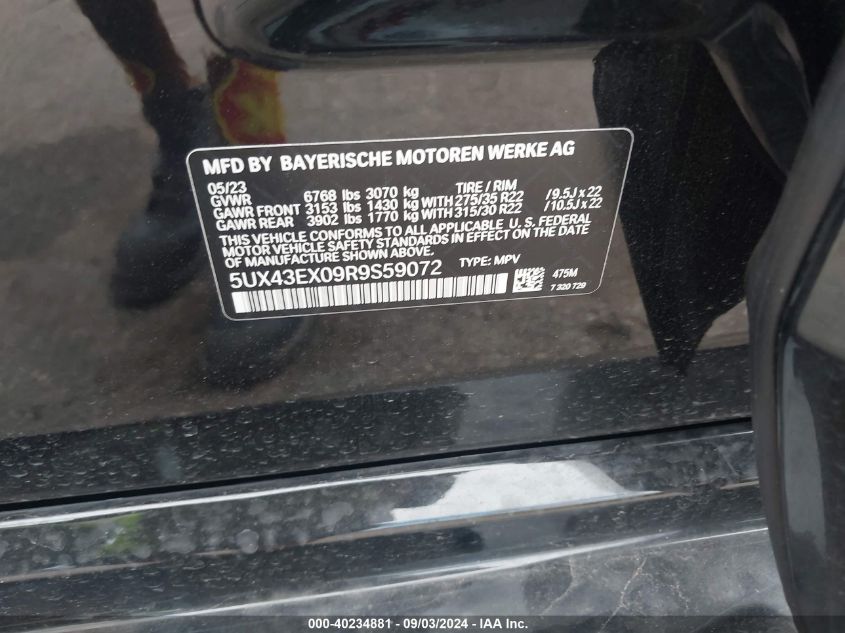 MFD BY BAYERISCHE MOTOREN WERKE AG
05/23 TIRE / RIM
GVWR 6768 lbs 3070 kg
GAWR FRONT 3153 lbs 1430 kg WITH 275/35 R22 /9.5J x 22
GAWR REAR 3902 lbs 1770 kg WITH 315/30 R22 /10.5J x 22
THIS VEHICLE CONFORMS TO ALL APPLICABLE U. S. FEDERAL
MOTOR VEHICLE SAFETY STANDARDS IN EFFECT ON THE DATE
OF MANUFACTURE SHOWN ABOVE.
5UX43EX09R9S59072 TYPE: MPV
475M
7 320 729
000-40234881 - 09/03/2024 - IAA Inc.